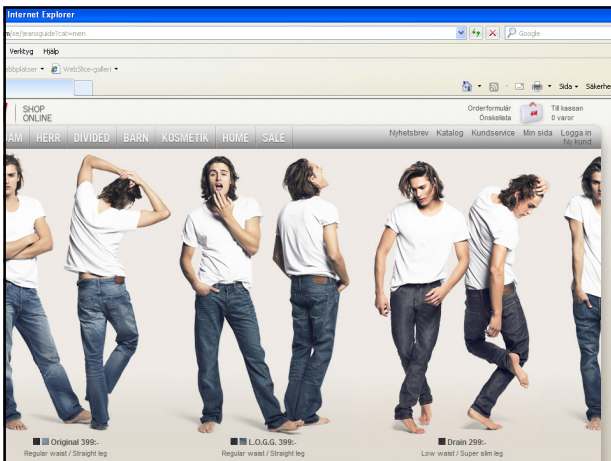 Internet Explorer
m/se/jeansguide?cat=men
Google
Verktyg Hjälp
ebbplatser WebSlice-galleri
Sida Säkerhe
SHOP
ONLINE
Orderformulär
Önskelista
Till kassan
0 varor
AM HERR DIVIDED BARN KOSMETIK HOME SALE
Nyhetsbrev Katalog Kundservice Min sida Logga in
Ny kund
Original 399:-
Regular waist / Straight leg
L.O.G.G. 399:-
Regular waist / Straight leg
Drain 299:-
Low waist / Super slim leg